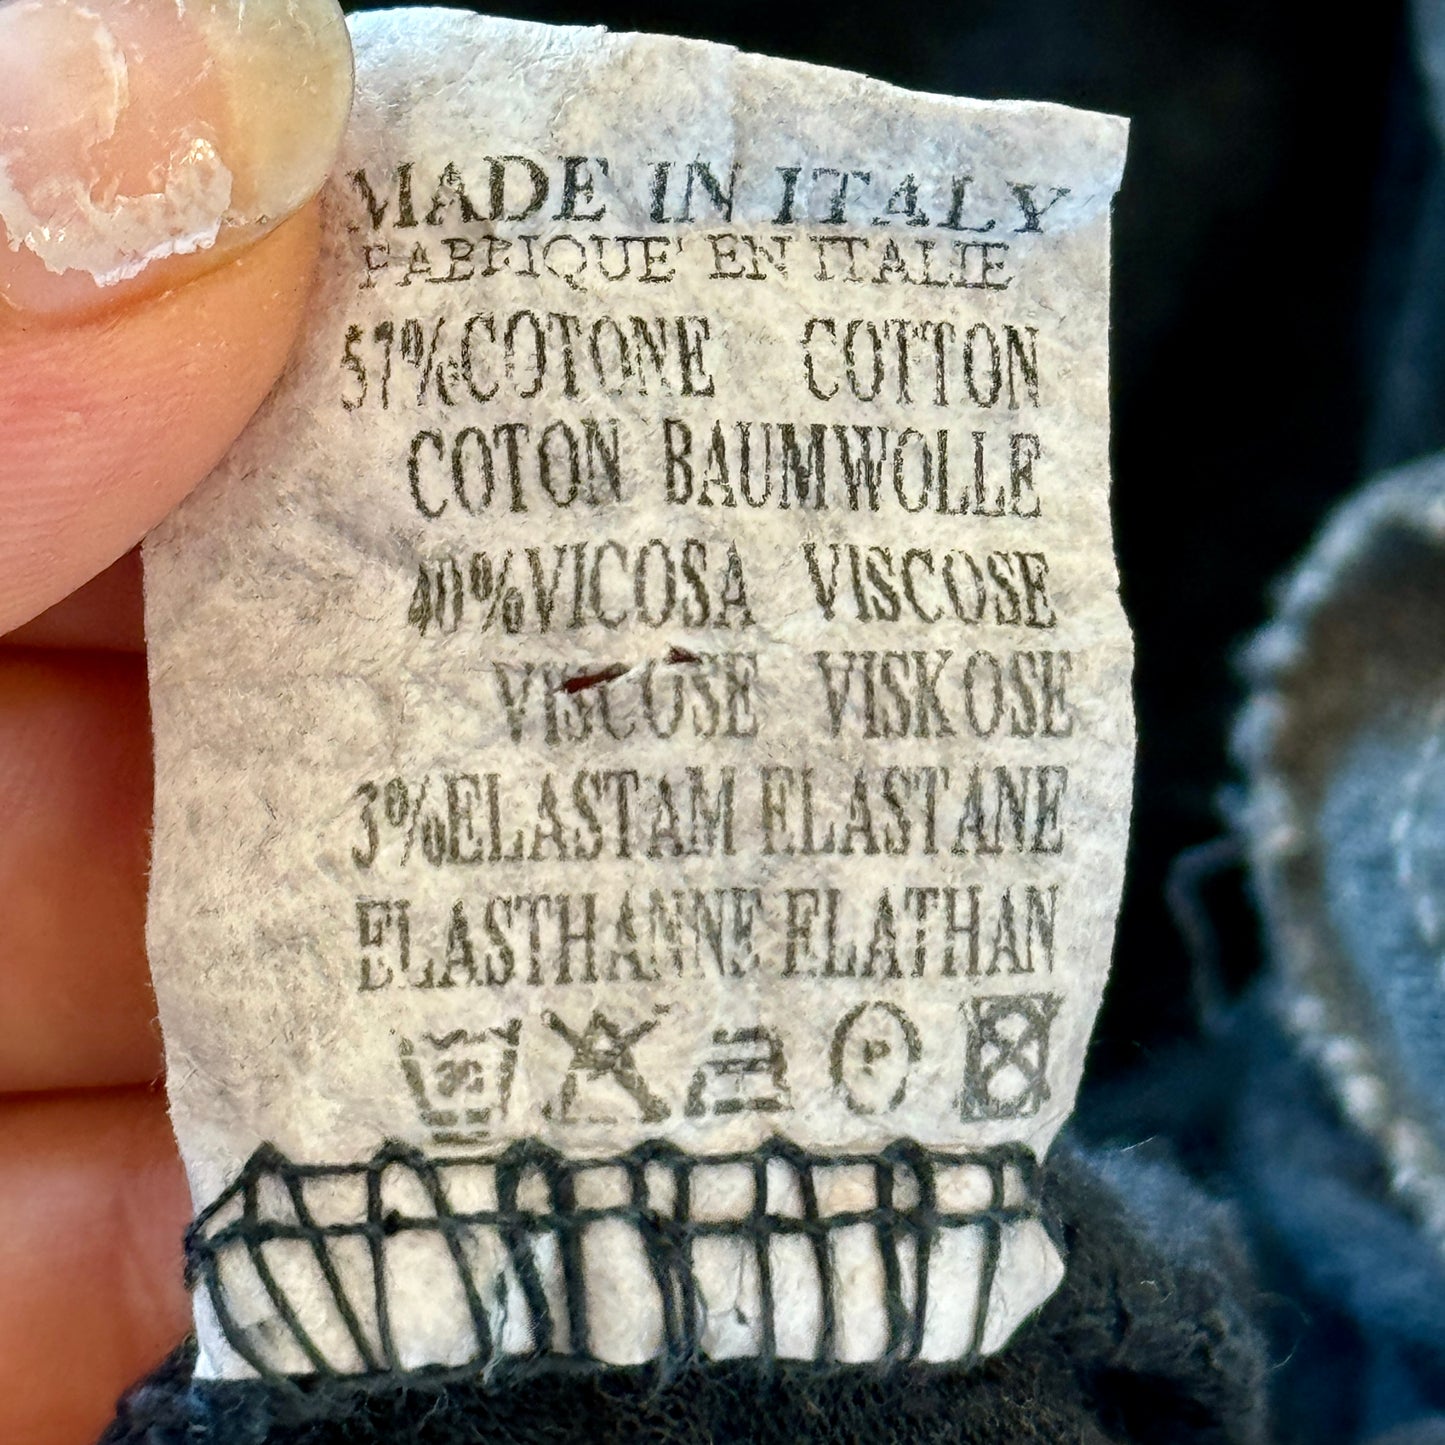 MADE IN ITALY
FABRIQUE' EN ITALIE
57%COTONE COTTON
COTON BAUMWOLLE
40%VICOSA VISCOSE
VISCOSE VISKOSE
3%ELASTAM ELASTANE
ELASTHANNE ELATHAN
P